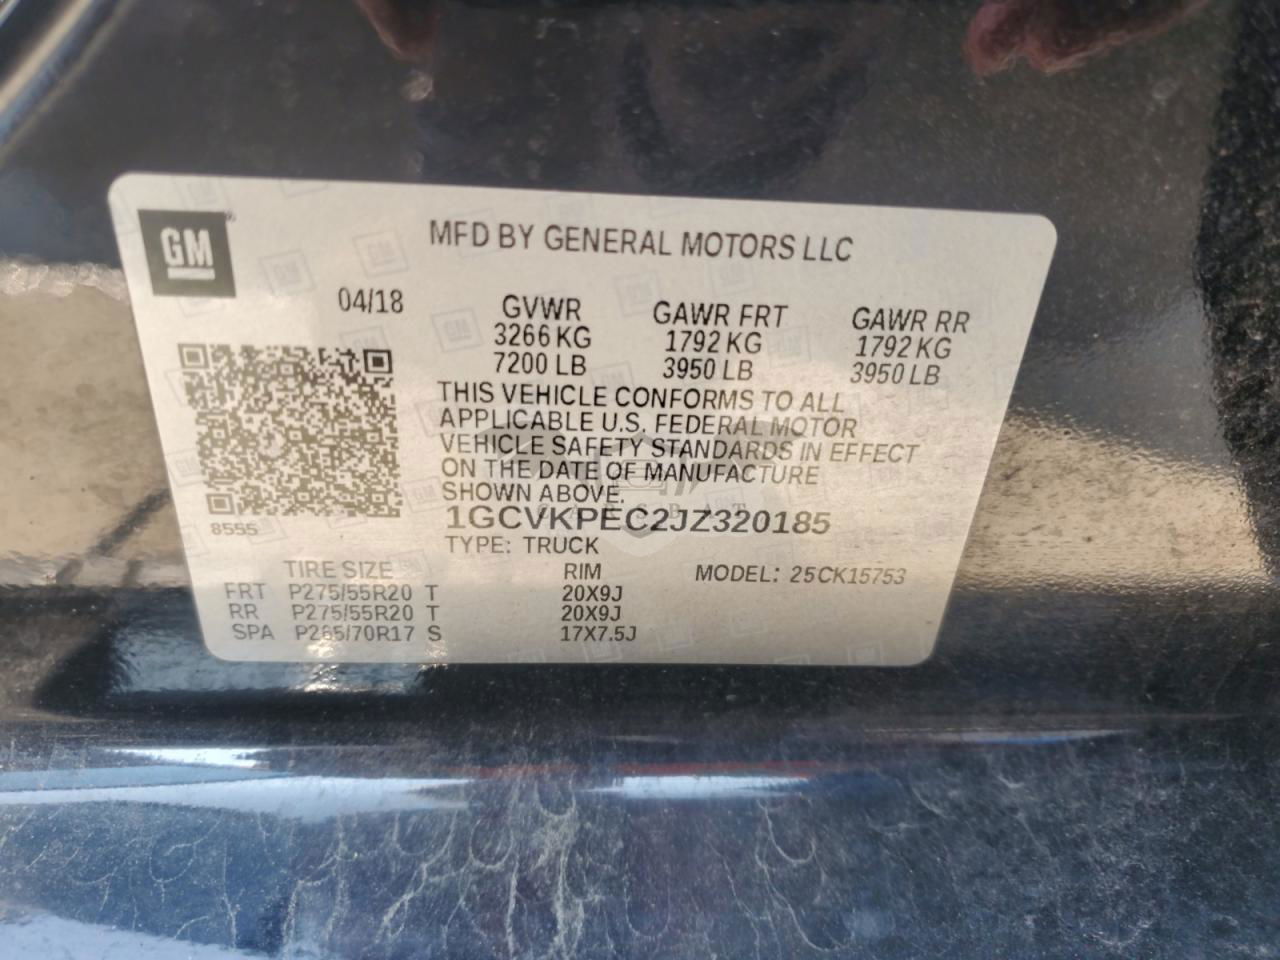 GM
MFD BY GENERAL MOTORS LLC
04/18 GVWR GAWR FRT GAWR RR
3266 KG 1792 KG 1792 KG
7200 LB 3950 LB 3950 LB
THIS VEHICLE CONFORMS TO ALL
APPLICABLE U.S. FEDERAL MOTOR
VEHICLE SAFETY STANDARDS IN EFFECT
ON THE DATE OF MANUFACTURE
SHOWN ABOVE.
8555
1GCVKPEC2JZ320185
TYPE: TRUCK
TIRE SIZE RIM MODEL: 25CK15753
FRT P275/55R20 T 20X9J
RR P275/55R20 T 20X9J
SPA P265/70R17 S 17X7.5J